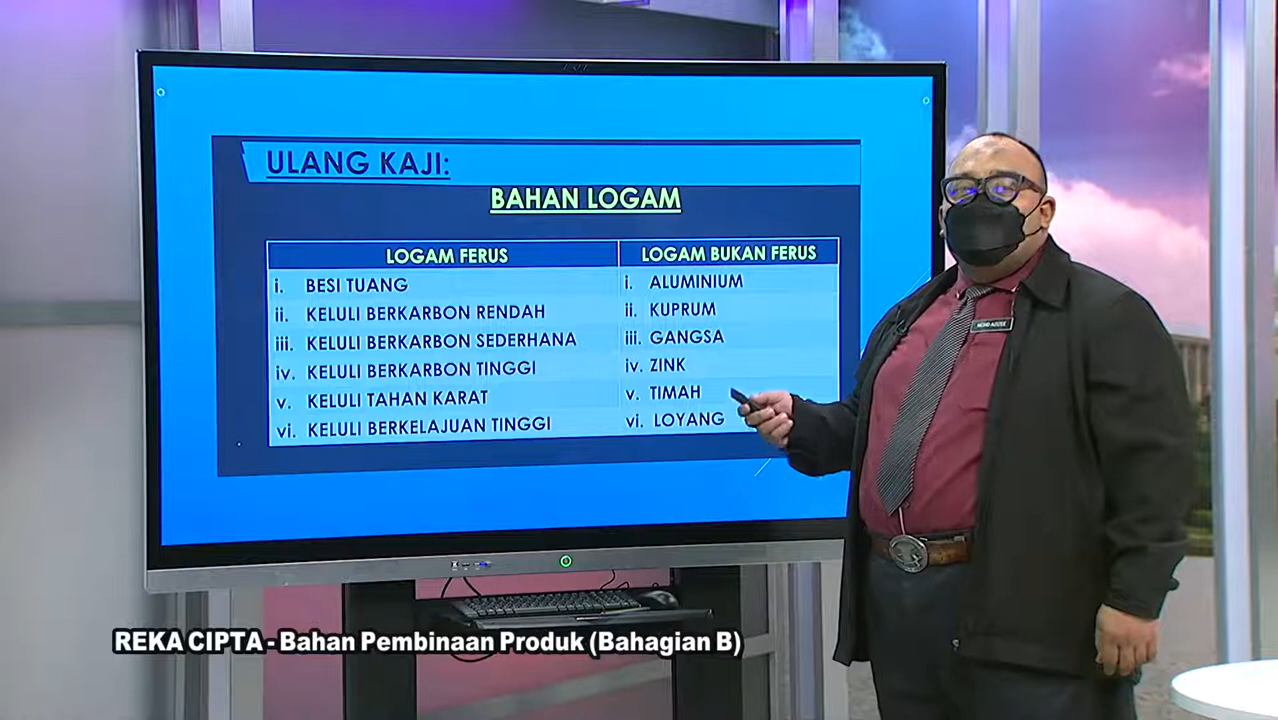 ULANG KAJI:
BAHAN LOGAM
LOGAM FERUS
i. BESI TUANG
ii. KELULI BERKARBON RENDAH
iii. KELULI BERKARBON SEDERHANA
iv. KELULI BERKARBON TINGGI
v. KELULI TAHAN KARAT
vi. KELULI BERKELAJUAN TINGGI
LOGAM BUKAN FERUS
i. ALUMINIUM
ii. KUPRUM
iii. GANGSA
iv. ZINK
v. TIMAH
vi. LOYANG
MOHD AZIZUE
REKA CIPTA - Bahan Pembinaan Produk (Bahagian B)